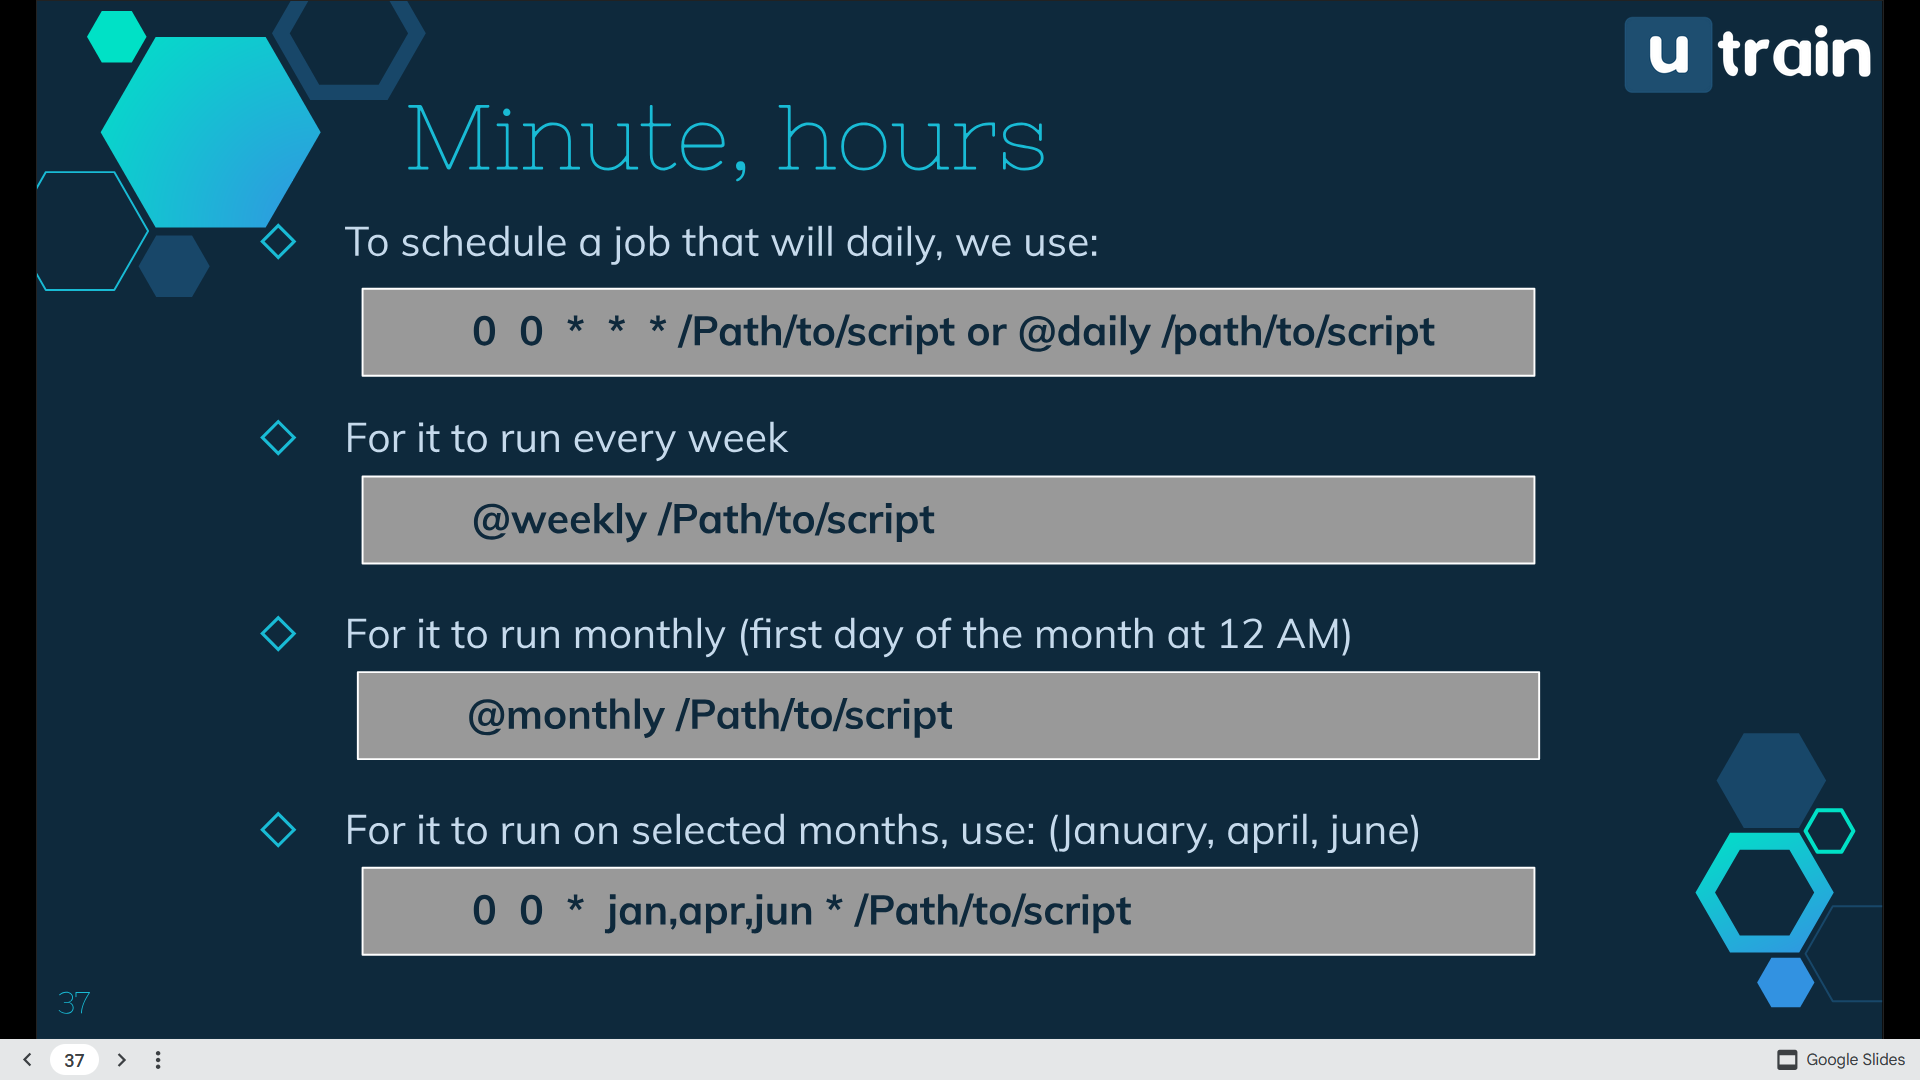 u train
Minute, hours
To schedule a job that will daily, we use:
0 0 * * * /Path/to/script or @daily /path/to/script
For it to run every week
@weekly /Path/to/script
For it to run monthly (first day of the month at 12 AM)
@monthly /Path/to/script
For it to run on selected months, use: (January, april, june)
0 0 * jan,apr,jun * /Path/to/script
37
37
Google Slides